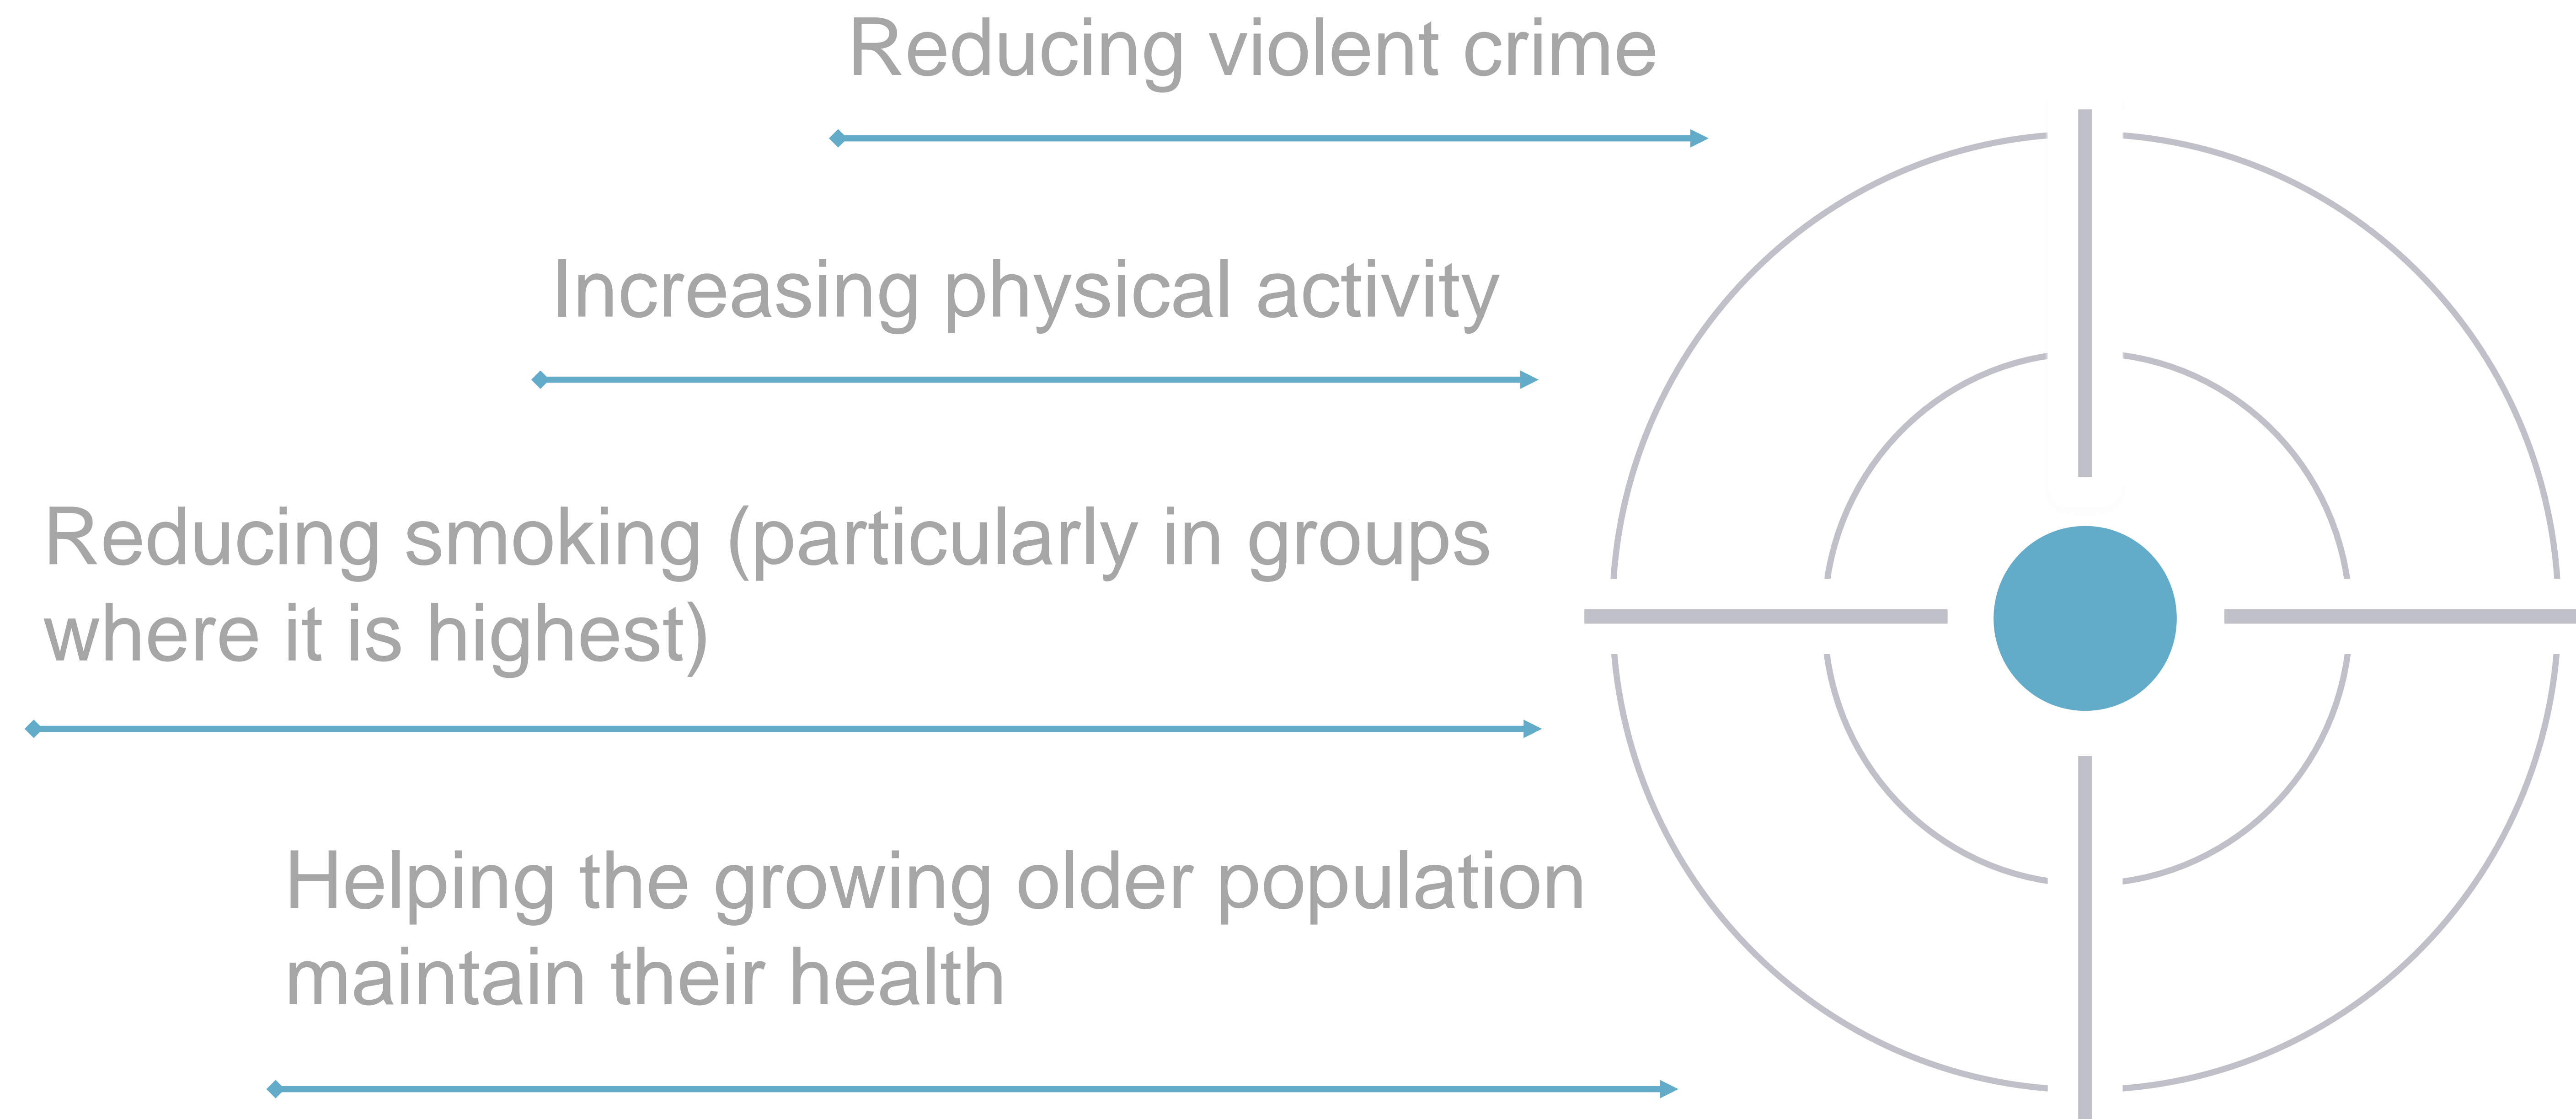 Reducing violent crime
Increasing physical activity
Reducing smoking (particularly in groups
where it is highest)
Helping the growing older population
maintain their health